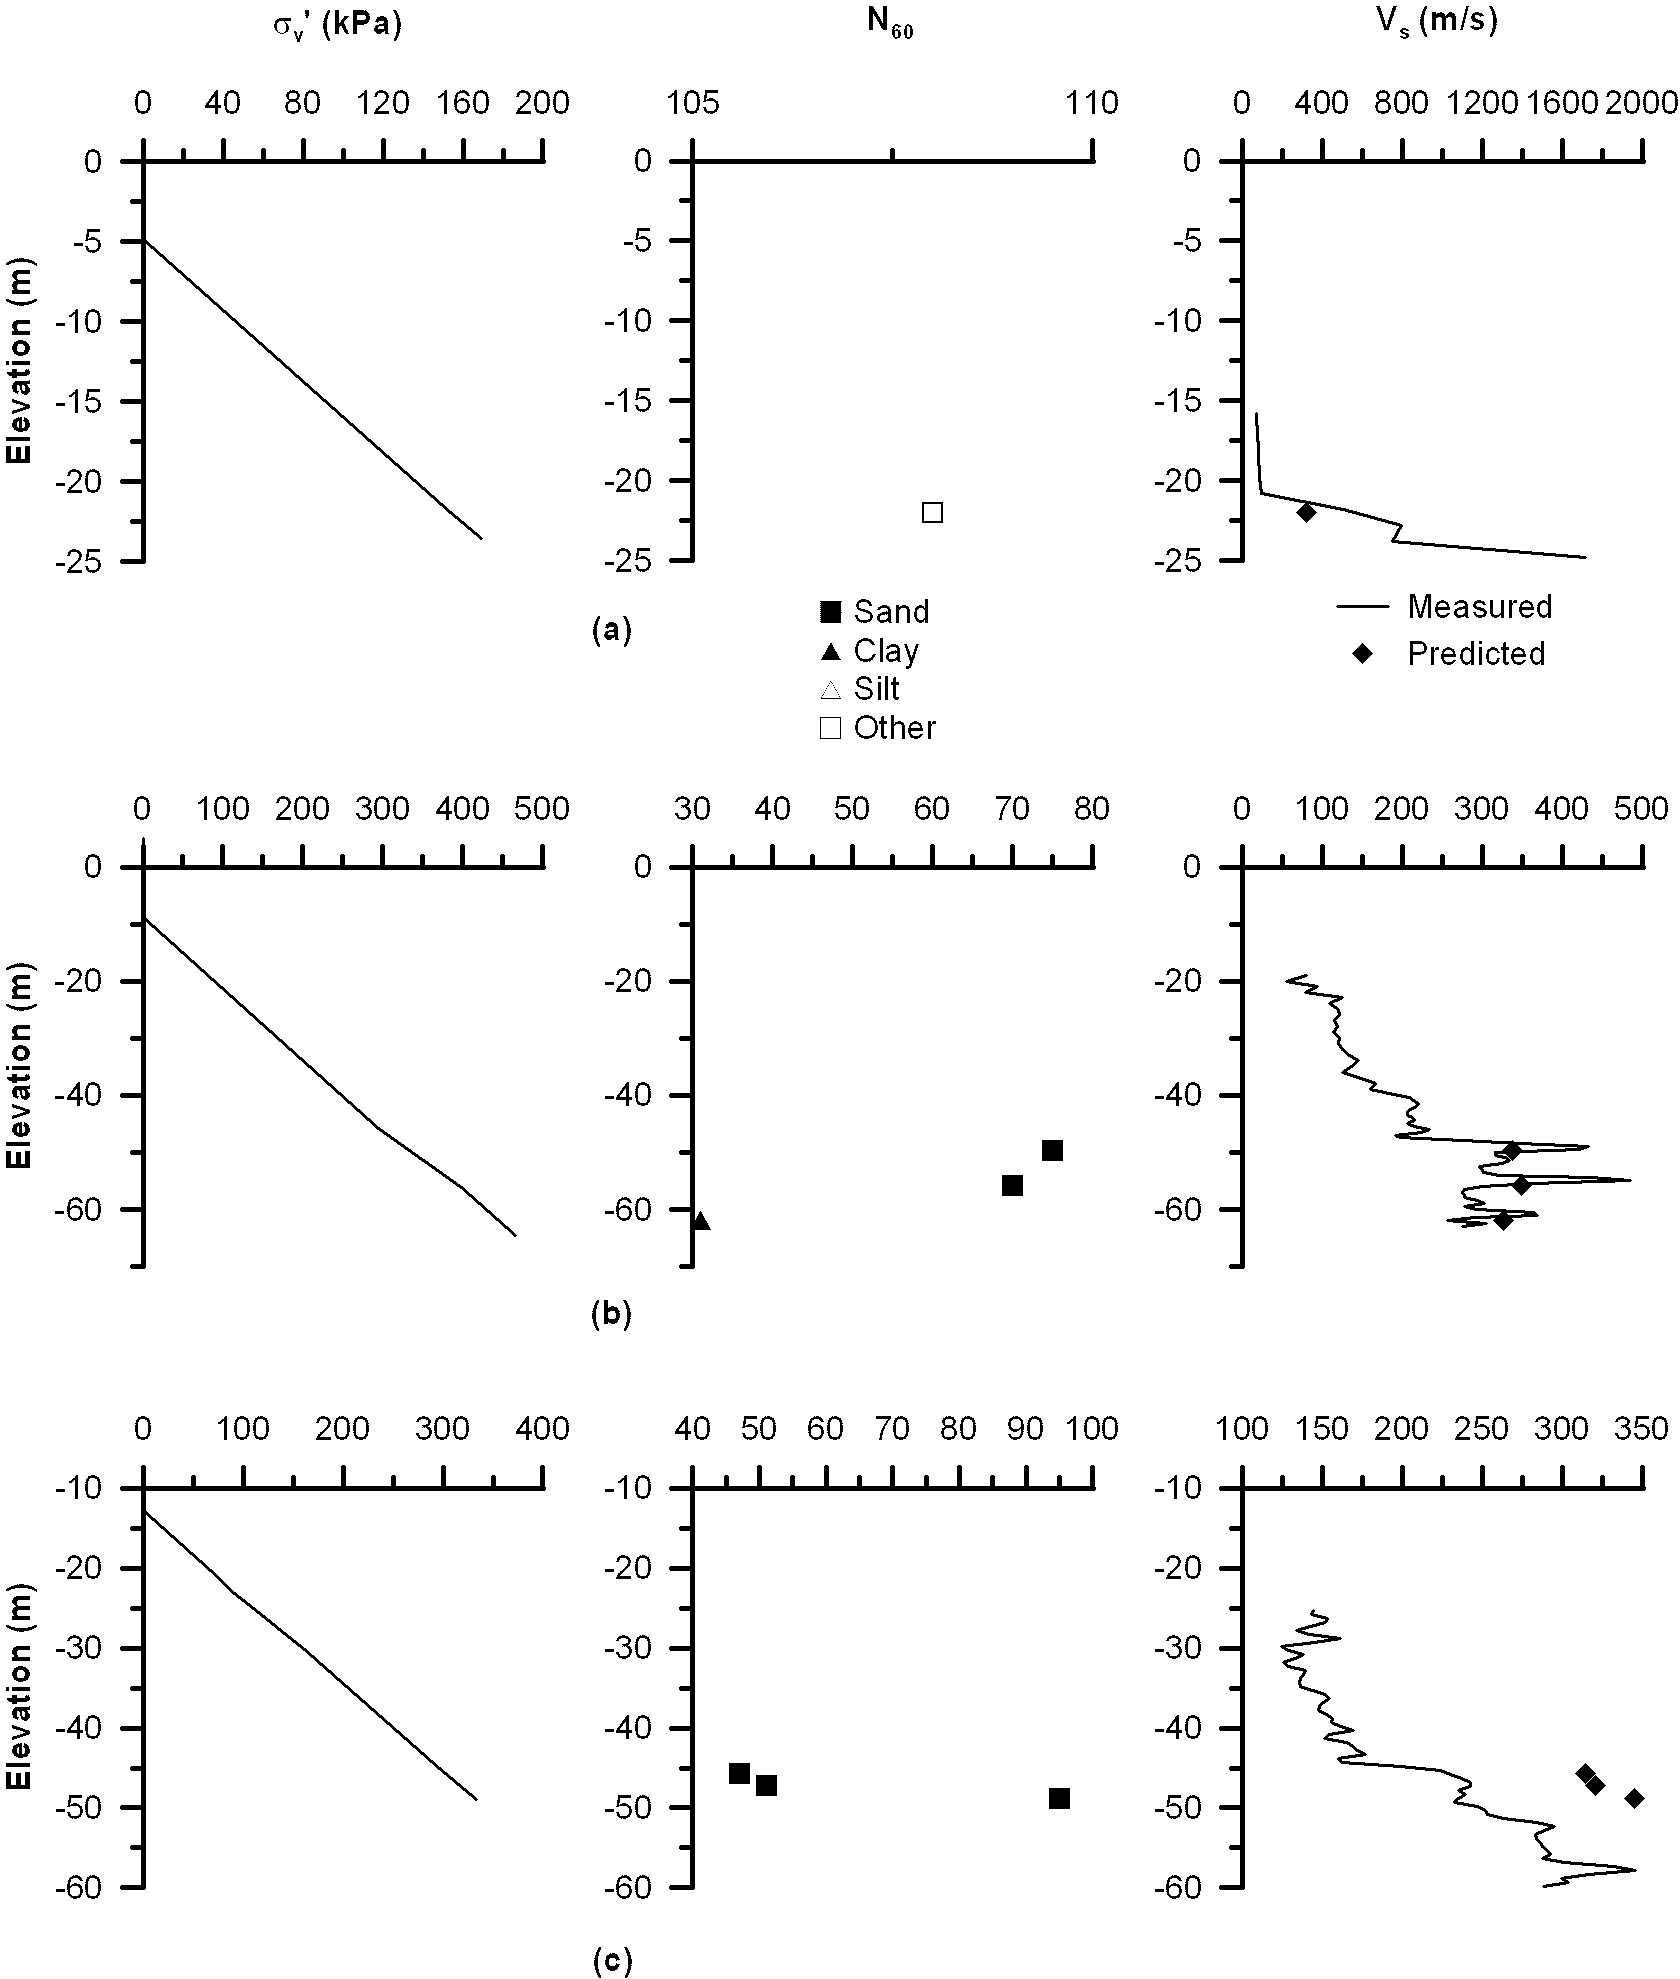 σv' (kPa) N60 Vs (m/s)
0 40 80 120 160 200 105 110 0 400 800 1200 1600 2000
0 0 0
-5 -5 -5
-10 -10 -10
-15 -15 -15
-20 -20 -20
-25 -25 -25
Elevation (m)
(a)
Sand
Clay
Silt
Other
Measured
Predicted
0 100 200 300 400 500 30 40 50 60 70 80 0 100 200 300 400 500
0 0 0
-20 -20 -20
-40 -40 -40
-60 -60 -60
Elevation (m)
(b)
0 100 200 300 400 40 50 60 70 80 90 100 100 150 200 250 300 350
-10 -10 -10
-20 -20 -20
-30 -30 -30
-40 -40 -40
-50 -50 -50
-60 -60 -60
Elevation (m)
(c)